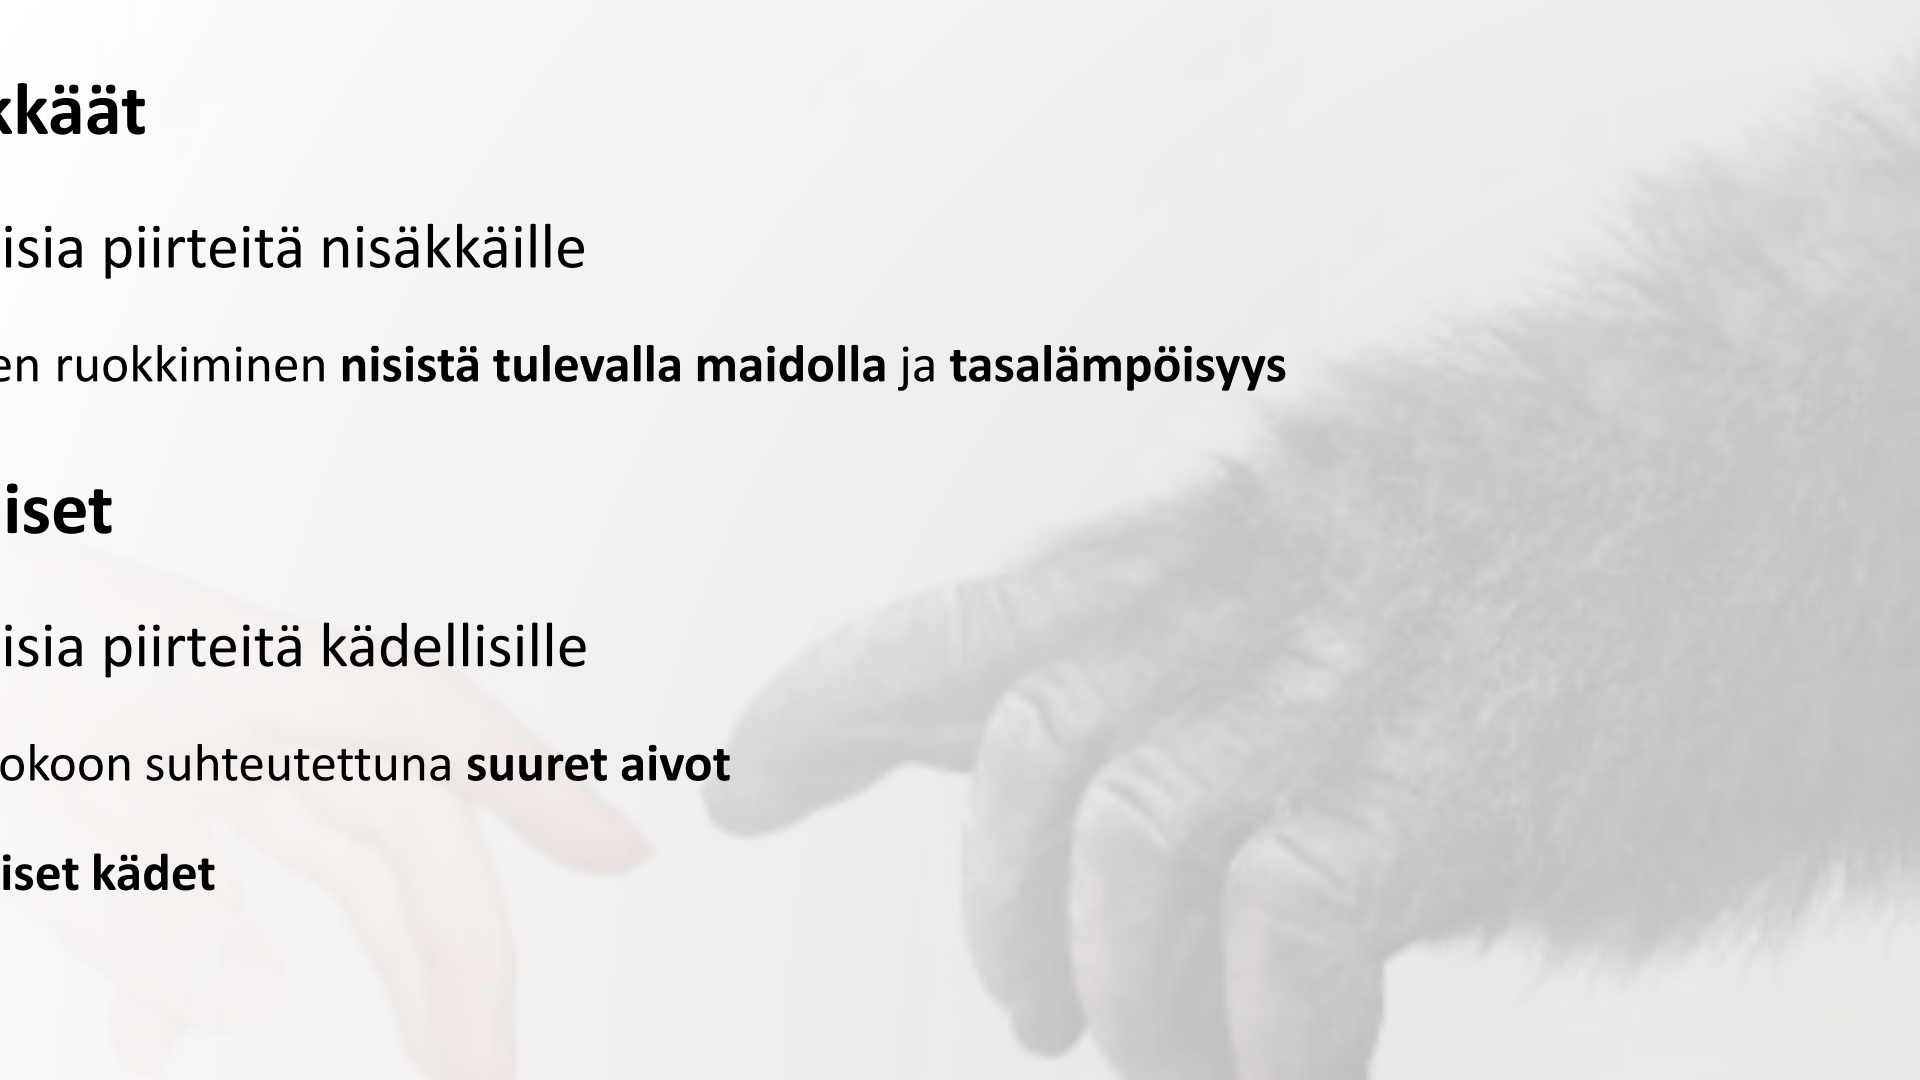 kkäät
isia piirteitä nisäkkäille
en ruokkiminen nisistä tulevalla maidolla ja tasalämpöisyys
iset
isia piirteitä kädellisille
okoon suhteutettuna suuret aivot
iset kädet